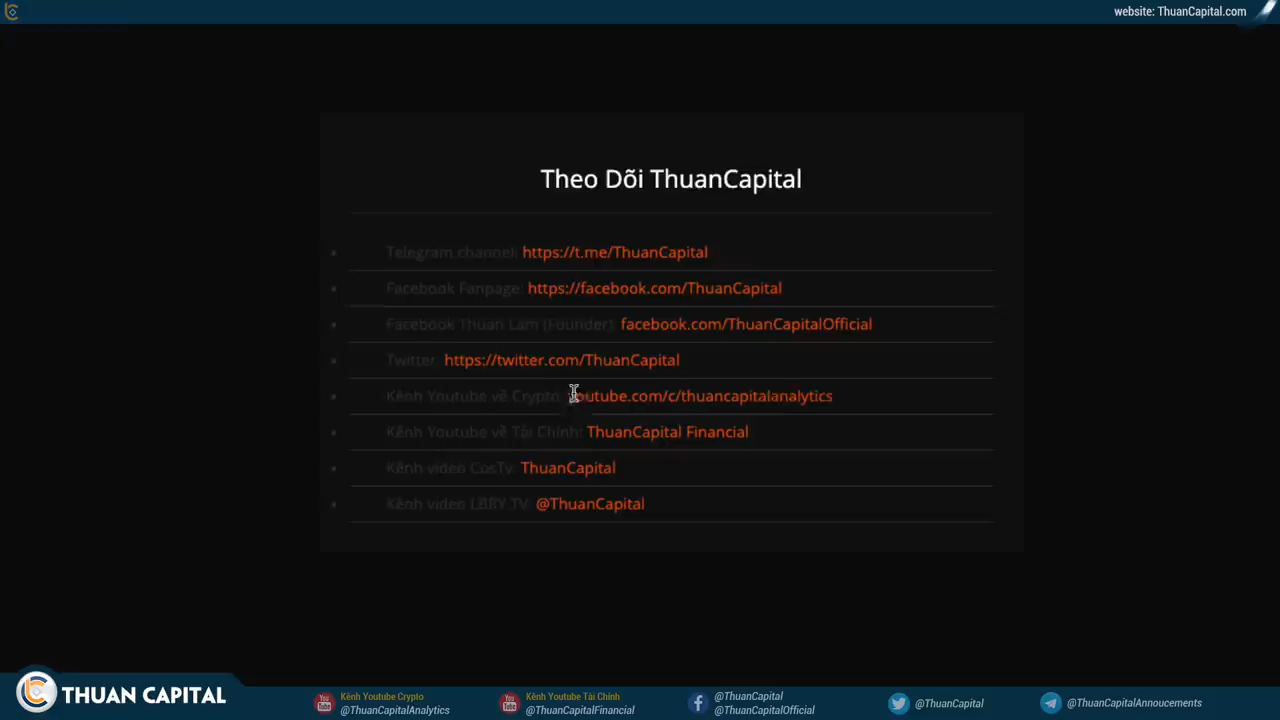 website: ThuanCapital.com
Theo Dõi ThuanCapital
Telegram channel: https://t.me/ThuanCapital
Facebook Fanpage: https://facebook.com/ThuanCapital
Facebook Thuan Lam (Founder): facebook.com/ThuanCapitalOfficial
Twitter: https://twitter.com/ThuanCapital
Kênh Youtube về Crypto: youtube.com/c/thuancapitalanalytics
Kênh Youtube về Tài Chính: ThuanCapital Financial
Kênh video CosTv: ThuanCapital
Kênh video LBRY TV: @ThuanCapital
THUAN CAPITAL
Kênh Youtube Crypto
@ThuanCapitalAnalytics
Kênh Youtube Tài Chính
@ThuanCapitalFinancial
@ThuanCapital
@ThuanCapitalOfficial
@ThuanCapital
@ThuanCapitalAnnoucements